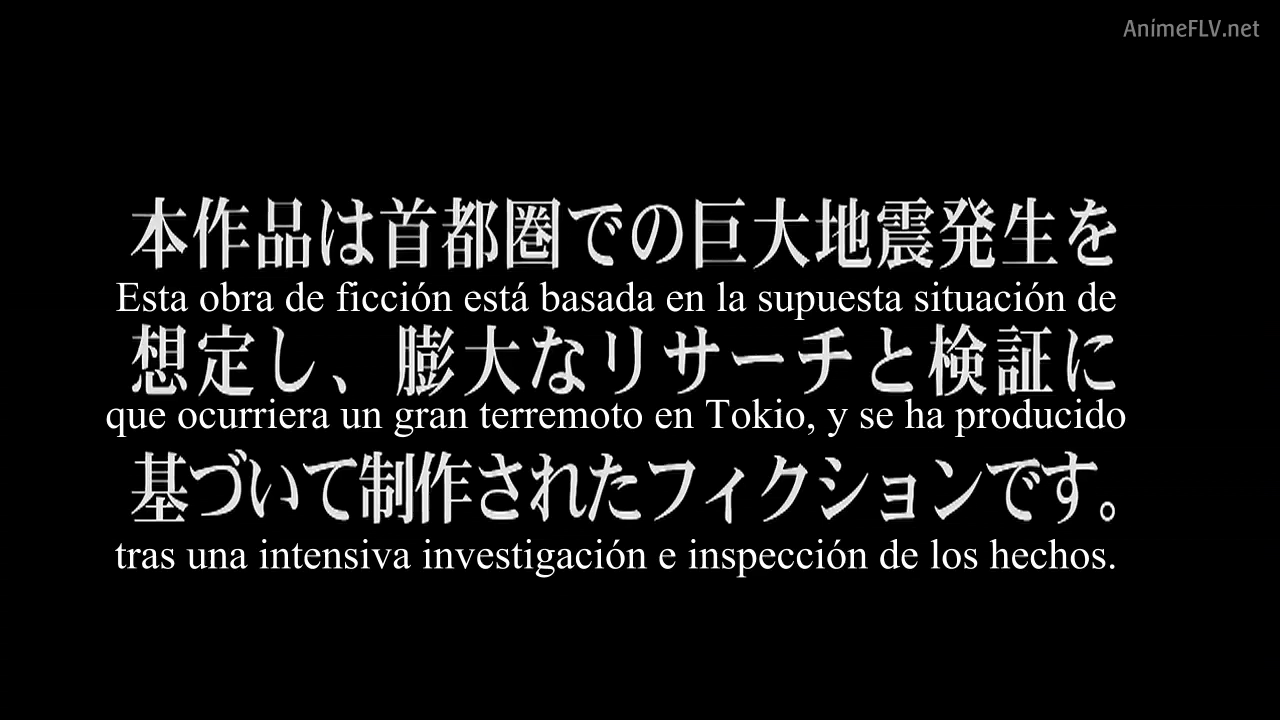 AnimeFLV.net
本作品は首都圏での巨大地震発生を
Esta obra de ficción está basada en la supuesta situación de
想定し、膨大なリサーチと検証に
que ocurriera un gran terremoto en Tokio, y se ha producido
基づいて制作されたフィクションです。
tras una intensiva investigación e inspección de los hechos.